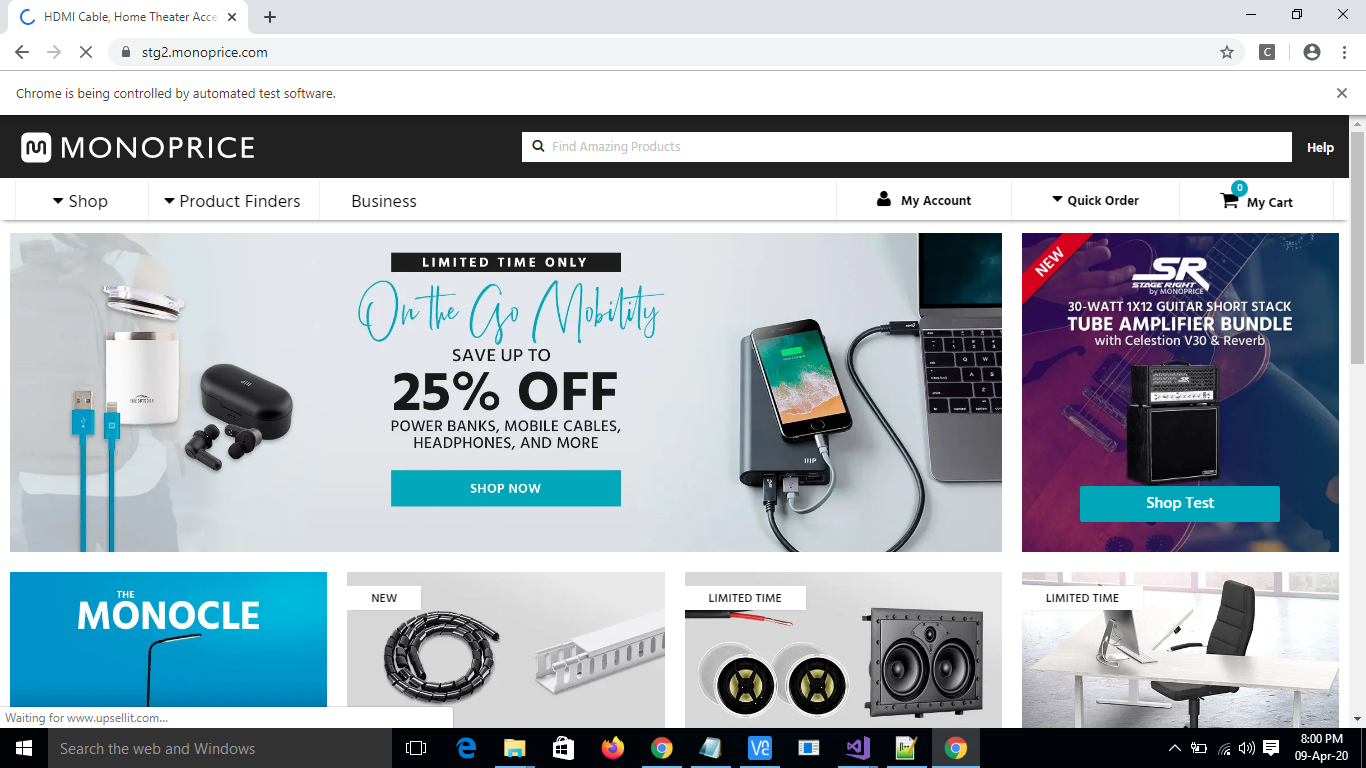 HDMI Cable, Home Theater Acce
stg2.monoprice.com
Chrome is being controlled by automated test software.
MONOPRICE
Find Amazing Products
Help
Shop
Product Finders
Business
My Account
Quick Order
0
My Cart
LIMITED TIME ONLY
On the Go Mobility
SAVE UP TO
25% OFF
POWER BANKS, MOBILE CABLES,
HEADPHONES, AND MORE
SHOP NOW
NEW
SR
STAGE RIGHT
by MONOPRICE
30-WATT 1X12 GUITAR SHORT STACK
TUBE AMPLIFIER BUNDLE
with Celestion V30 & Reverb
Shop Test
THE
MONOCLE
NEW
LIMITED TIME
LIMITED TIME
Waiting for www.upsellit.com...
Search the web and Windows
8:00 PM
09-Apr-20